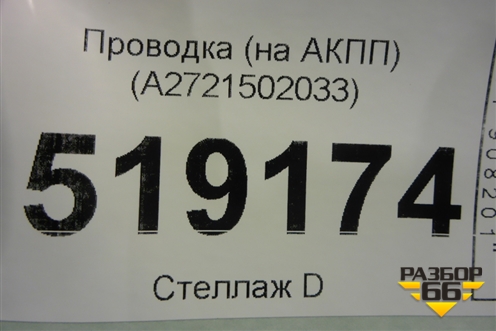 Проводка (на АКПП)
(A2721502033)
519174
Стеллаж D
РАЗБОР
66